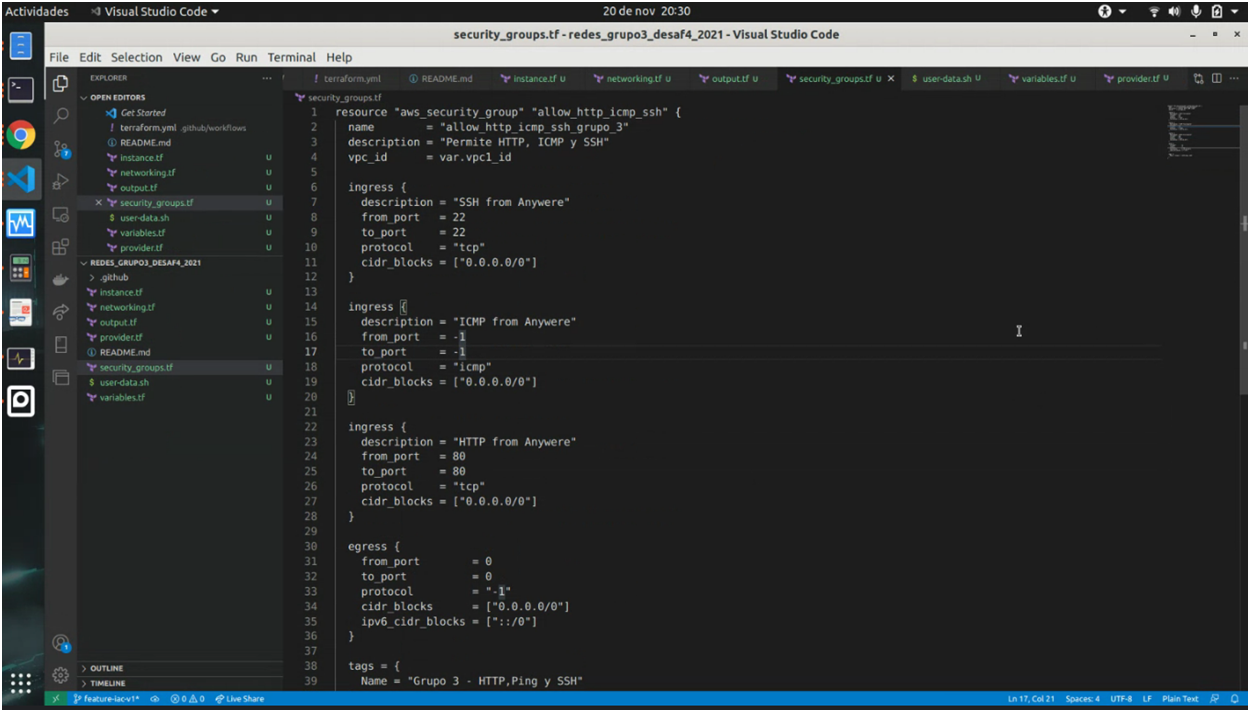 Actividades Visual Studio Code 20 de nov 20:30
security_groups.tf - redes_grupo3_desaf4_2021 - Visual Studio Code
File Edit Selection View Go Run Terminal Help
EXPLORER
! terraform.yml README.md instance.tf U networking.tf U output.tf U security_groups.tf U × $ user-data.sh U variables.tf U provider.tf U
OPEN EDITORS
Get Started
! terraform.yml .github/workflows
README.md
instance.tf U
networking.tf U
output.tf U
× security_groups.tf U
$ user-data.sh U
variables.tf U
provider.tf U
REDES_GRUPO3_DESAF4_2021
> .github
instance.tf U
networking.tf U
output.tf U
provider.tf U
README.md
security_groups.tf U
$ user-data.sh U
variables.tf U
> OUTLINE
> TIMELINE
security_groups.tf
1 resource "aws_security_group" "allow_http_icmp_ssh" {
2 name = "allow_http_icmp_ssh_grupo_3"
3 description = "Permite HTTP, ICMP y SSH"
4 vpc_id = var.vpc1_id
5
6 ingress {
7 description = "SSH from Anywere"
8 from_port = 22
9 to_port = 22
10 protocol = "tcp"
11 cidr_blocks = ["0.0.0.0/0"]
12 }
13
14 ingress {
15 description = "ICMP from Anywere"
16 from_port = -1
17 to_port = -1
18 protocol = "icmp"
19 cidr_blocks = ["0.0.0.0/0"]
20 }
21
22 ingress {
23 description = "HTTP from Anywere"
24 from_port = 80
25 to_port = 80
26 protocol = "tcp"
27 cidr_blocks = ["0.0.0.0/0"]
28 }
29
30 egress {
31 from_port = 0
32 to_port = 0
33 protocol = "-1"
34 cidr_blocks = ["0.0.0.0/0"]
35 ipv6_cidr_blocks = ["::/0"]
36 }
37
38 tags = {
39 Name = "Grupo 3 - HTTP,Ping y SSH"
feature-iac-v1* 0 0 Live Share Ln 17, Col 21 Spaces: 4 UTF-8 LF Plain Text